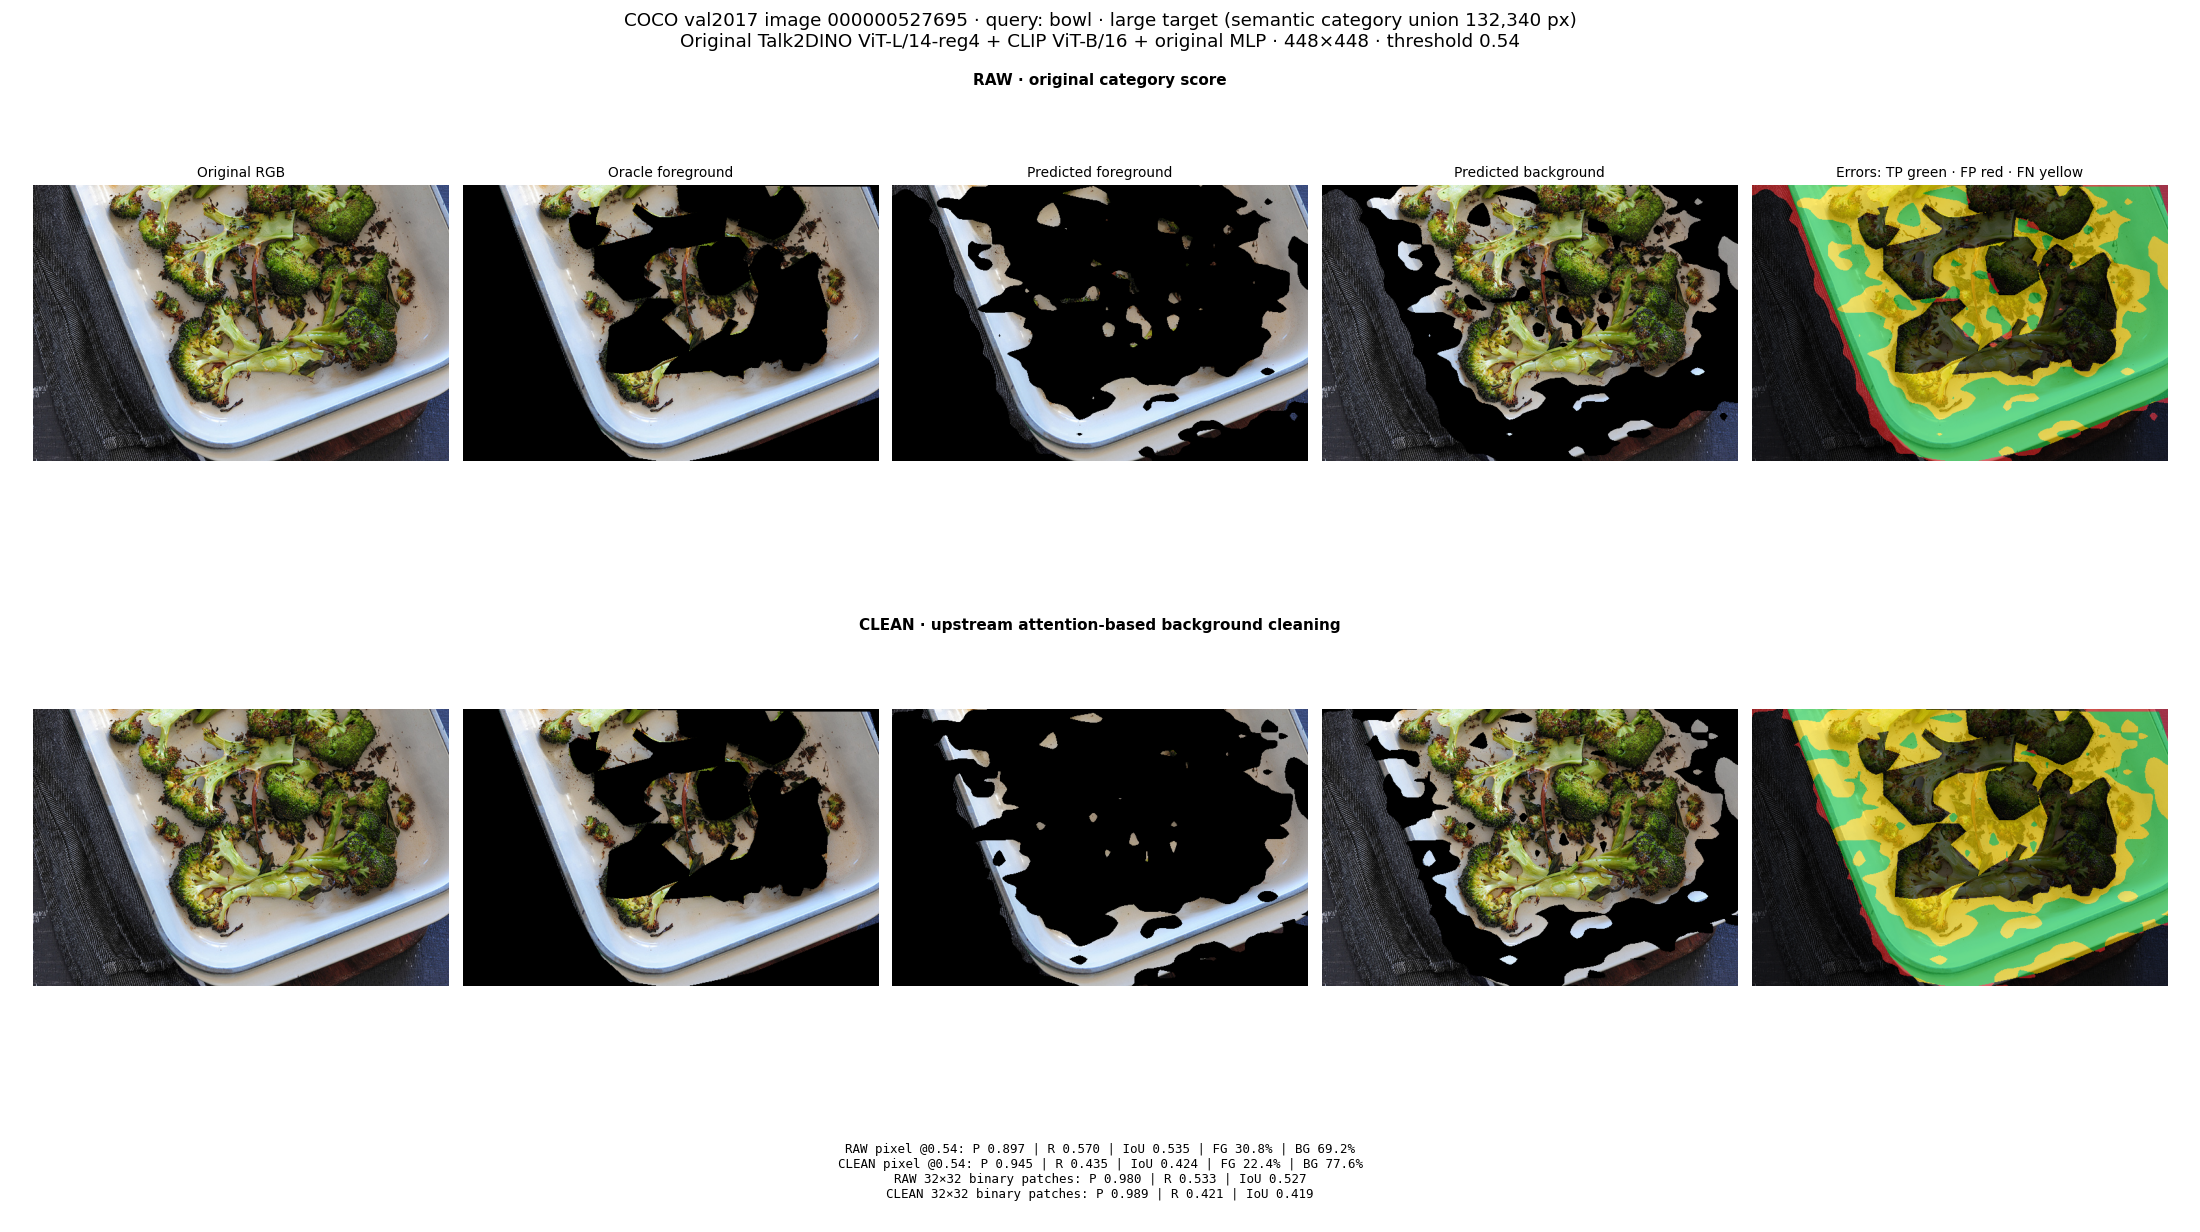 COCO val2017 image 000000527695 · query: bowl · large target (semantic category union 132,340 px)
Original Talk2DINO ViT-L/14-reg4 + CLIP ViT-B/16 + original MLP · 448×448 · threshold 0.54
RAW · original category score
Original RGB
Oracle foreground
Predicted foreground
Predicted background
Errors: TP green · FP red · FN yellow
CLEAN · upstream attention-based background cleaning
RAW pixel @0.54: P 0.897 | R 0.570 | IoU 0.535 | FG 30.8% | BG 69.2%
CLEAN pixel @0.54: P 0.945 | R 0.435 | IoU 0.424 | FG 22.4% | BG 77.6%
RAW 32×32 binary patches: P 0.980 | R 0.533 | IoU 0.527
CLEAN 32×32 binary patches: P 0.989 | R 0.421 | IoU 0.419